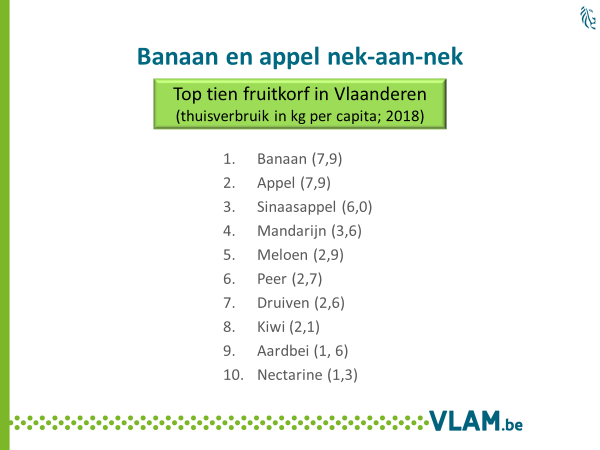 Banaan en appel nek-aan-nek
Top tien fruitkorf in Vlaanderen
(thuisverbruik in kg per capita; 2018)
1. Banaan (7,9)
2. Appel (7,9)
3. Sinaasappel (6,0)
4. Mandarijn (3,6)
5. Meloen (2,9)
6. Peer (2,7)
7. Druiven (2,6)
8. Kiwi (2,1)
9. Aardbei (1, 6)
10. Nectarine (1,3)
VLAM.be